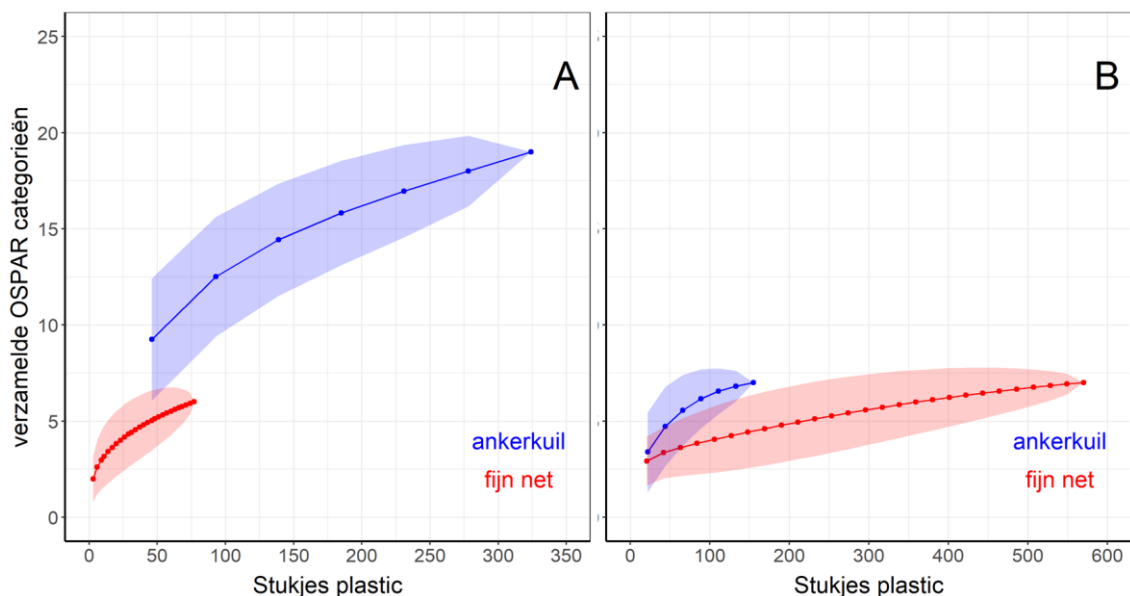 A
B
verzamelde OSPAR categorieën
25
20
15
10
5
0
ankerkuil
fijn net
ankerkuil
fijn net
0 50 100 150 200 250 300 350
0 100 200 300 400 500 600
Stukjes plastic
Stukjes plastic